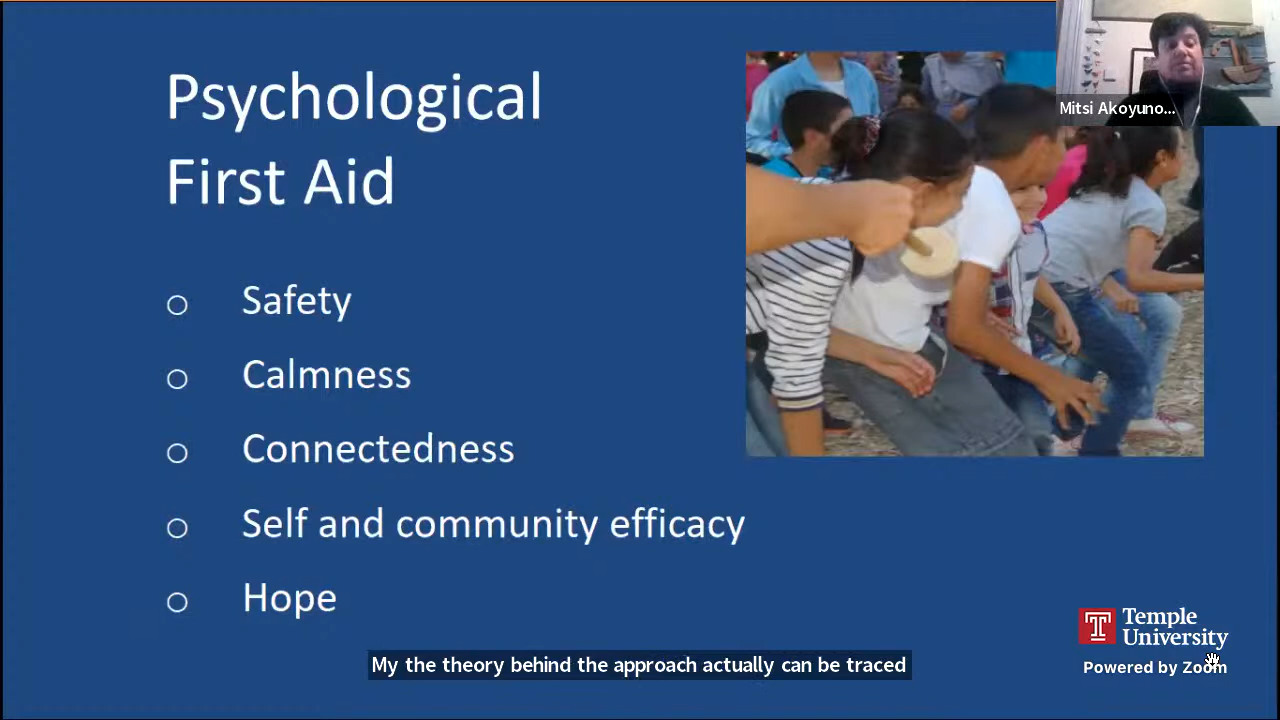 Psychological
First Aid
Mitsi Akoyuno...
Safety
Calmness
Connectedness
Self and community efficacy
Hope
My the theory behind the approach actually can be traced
T Temple
University
Powered by Zoom